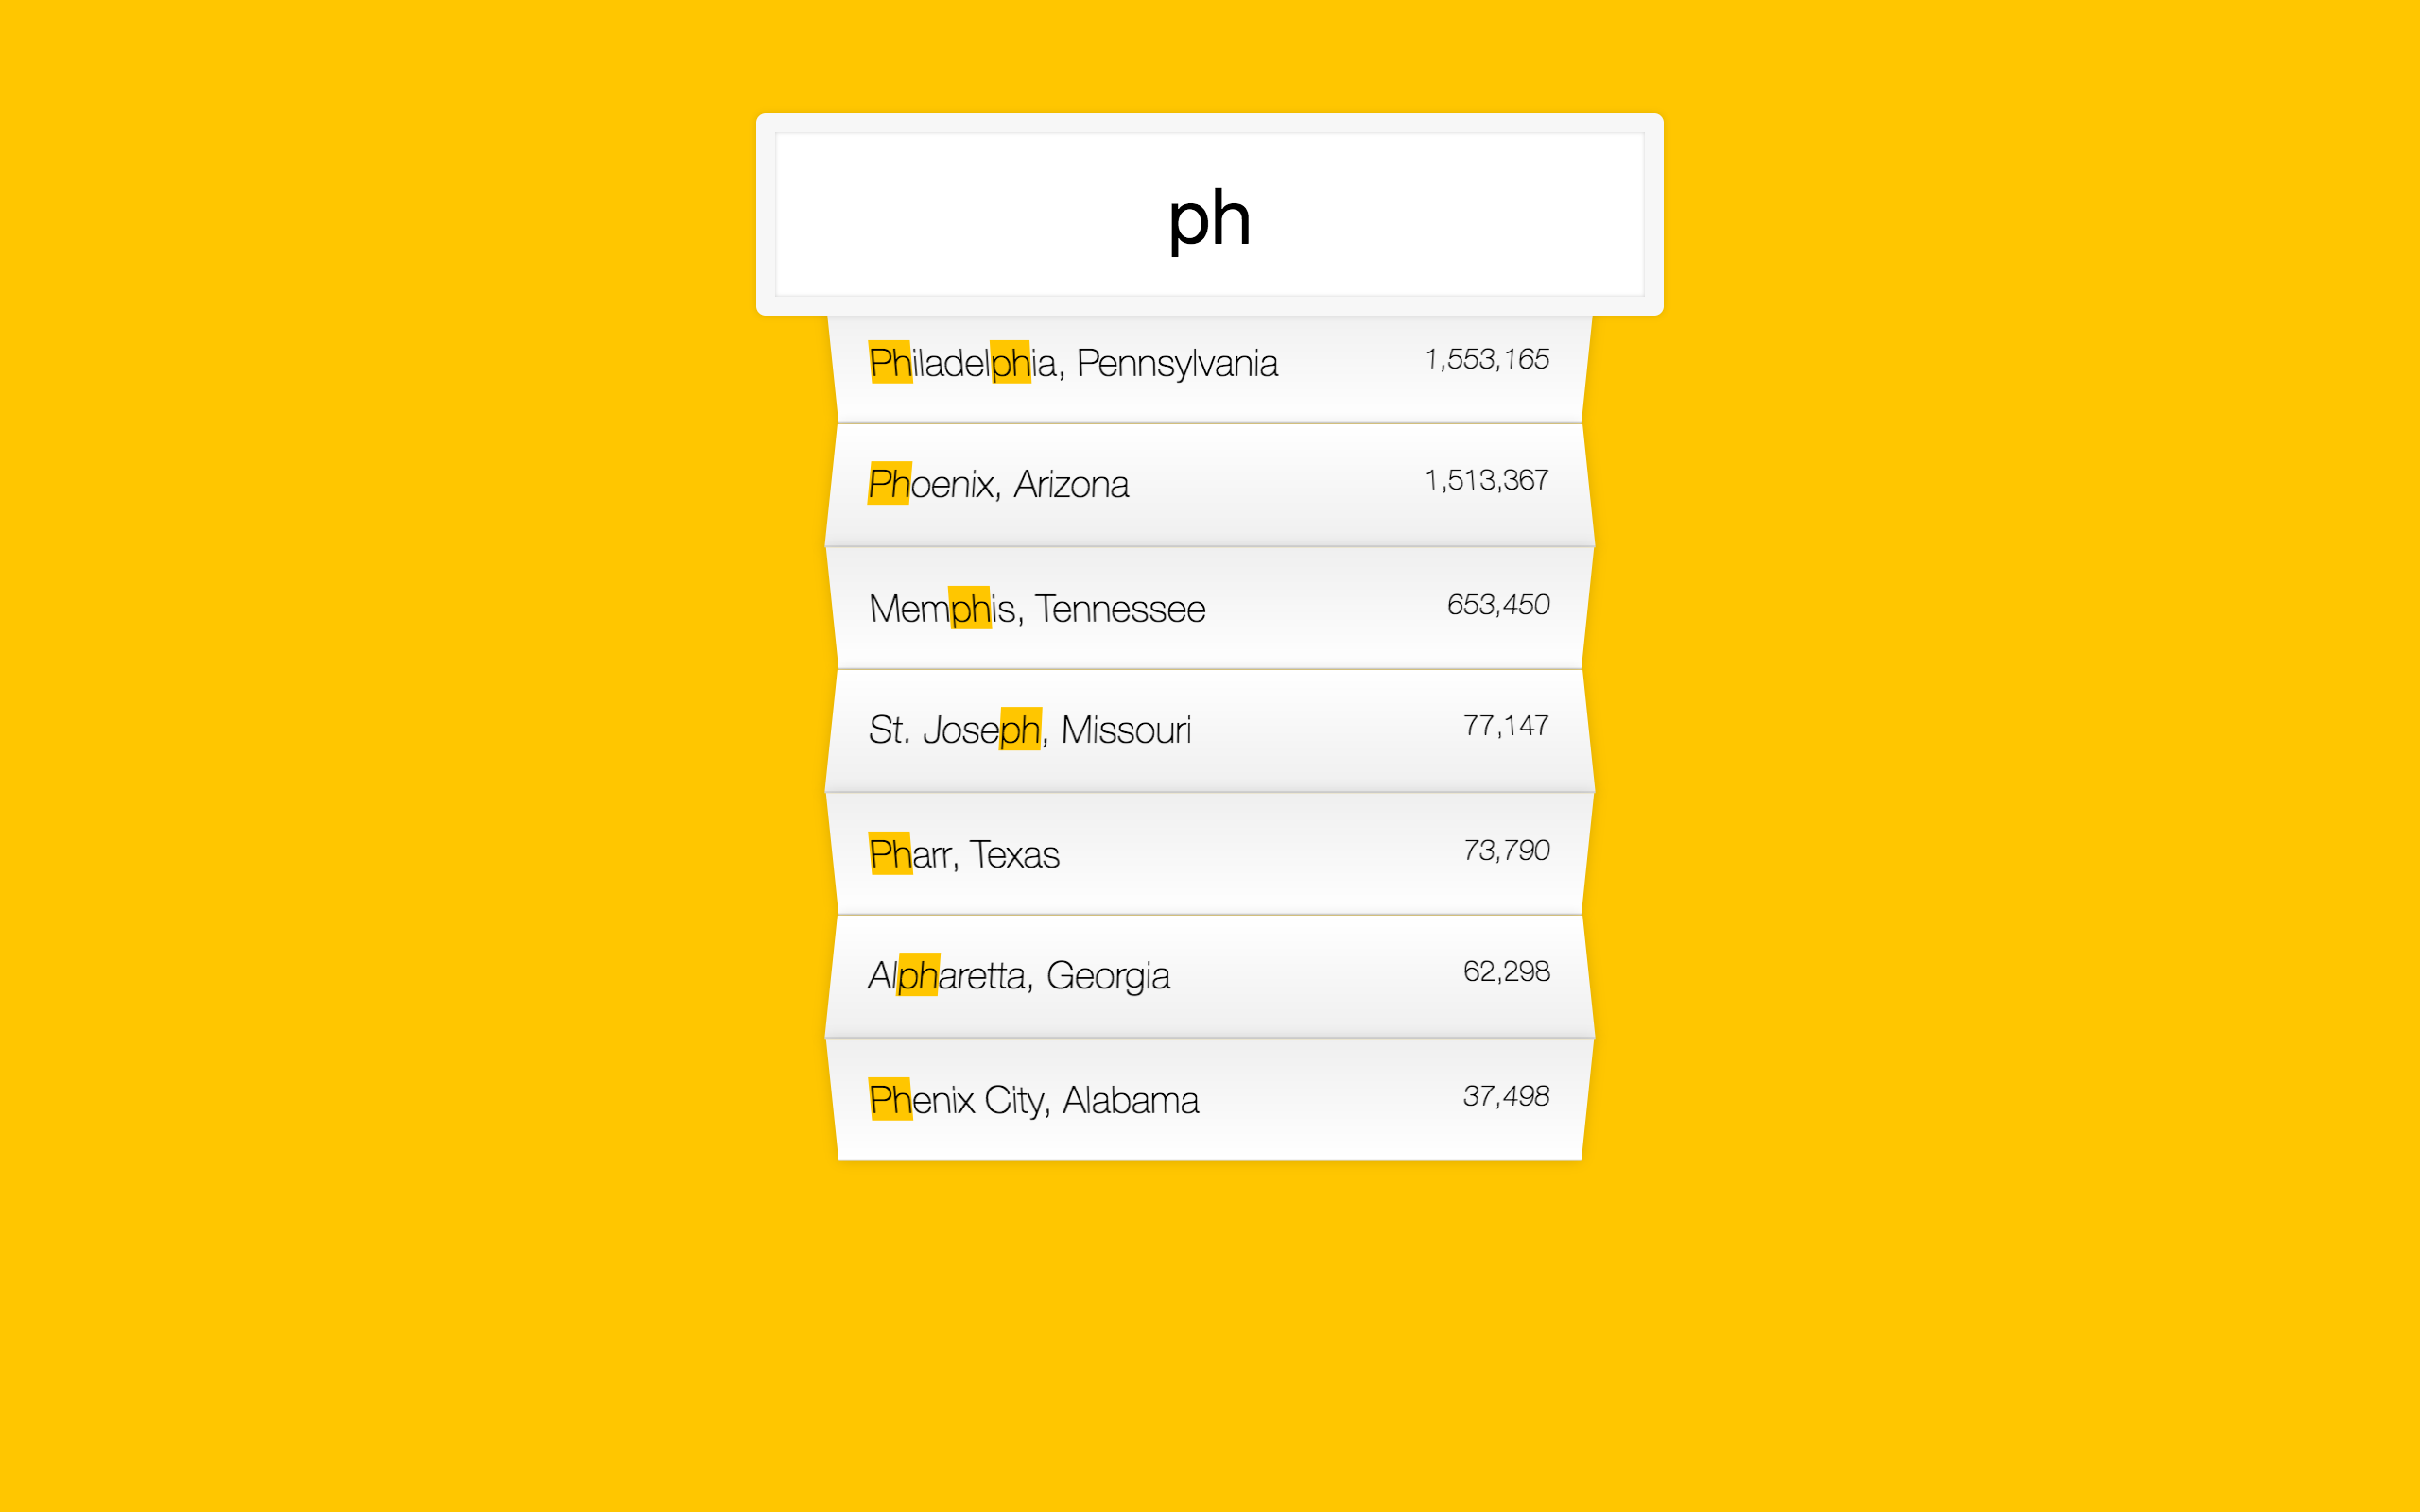 ph
Philadelphia, Pennsylvania 1,553,165
Phoenix, Arizona 1,513,367
Memphis, Tennessee 653,450
St. Joseph, Missouri 77,147
Pharr, Texas 73,790
Alpharetta, Georgia 62,298
Phenix City, Alabama 37,498